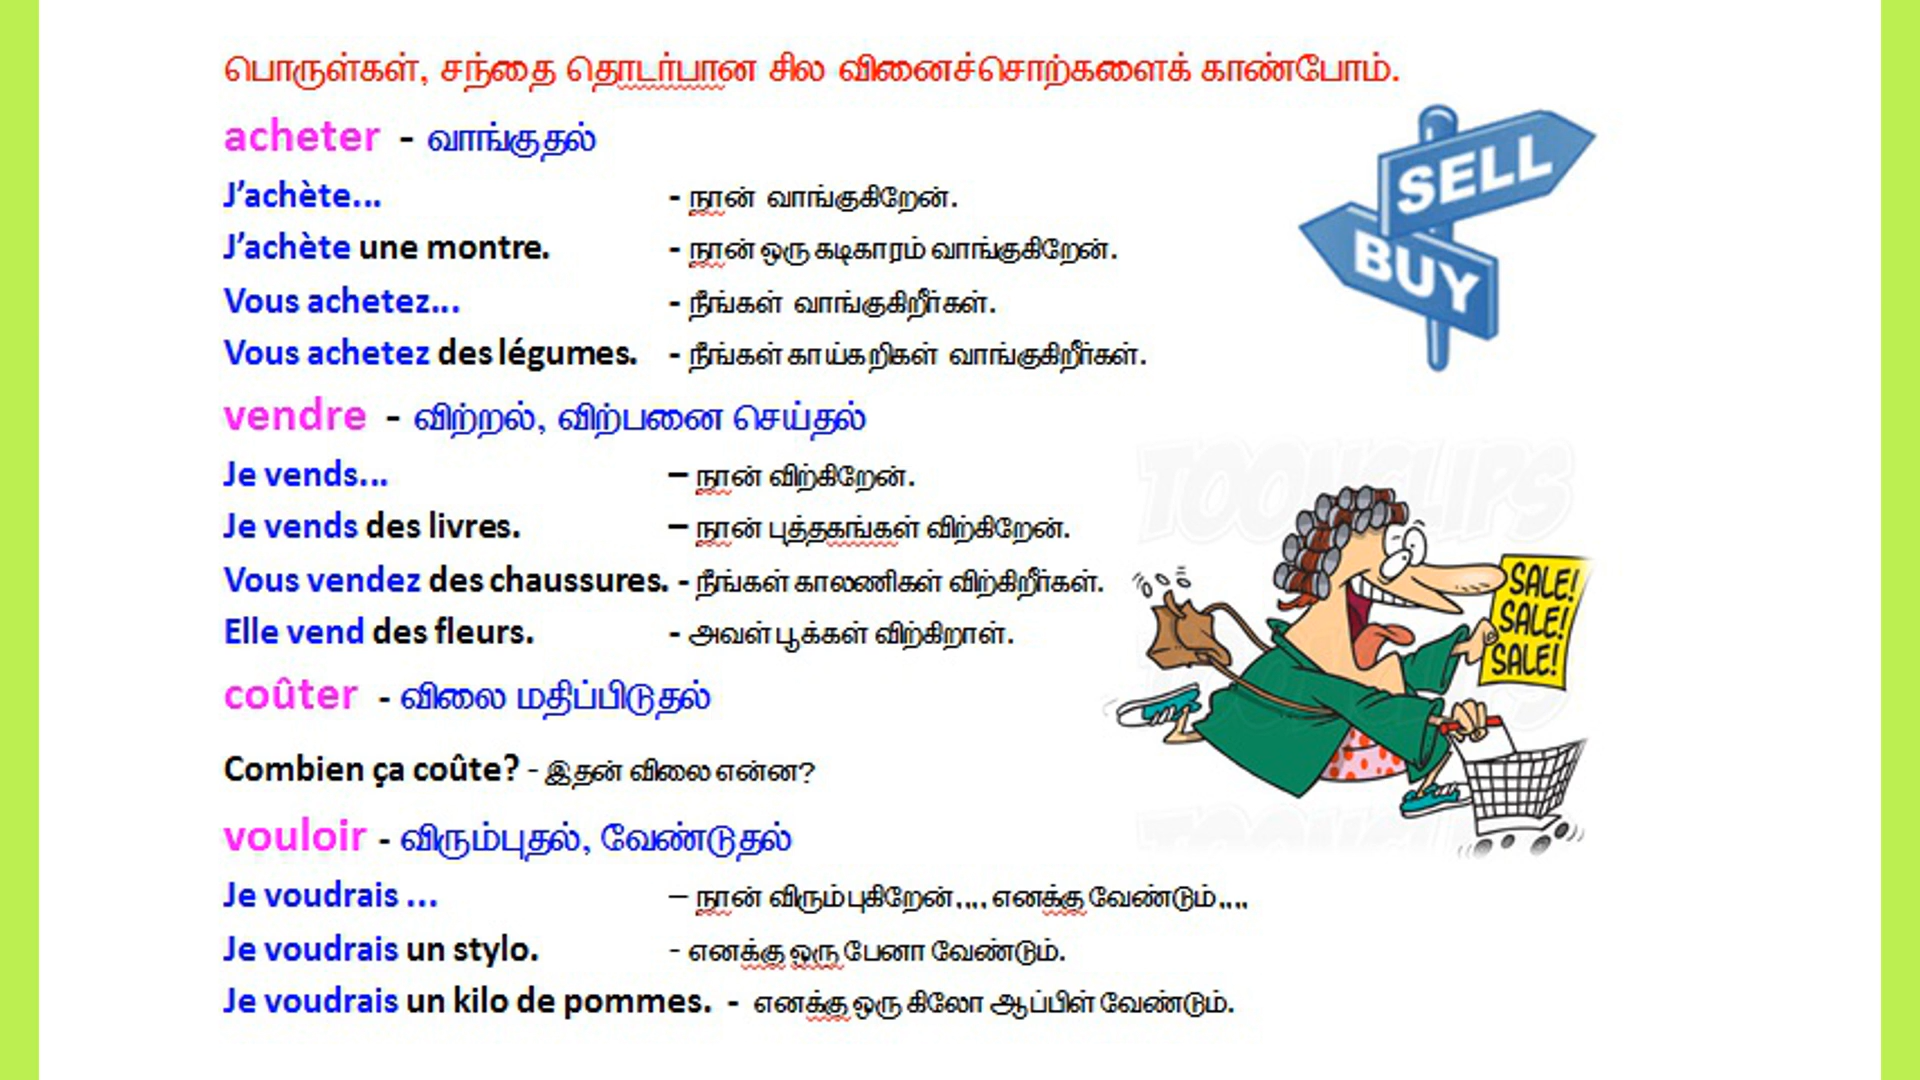 பொருள்கள், சந்தை தொடர்பான சில வினைச்சொற்களைக் காண்போம்.
acheter - வாங்குதல்
J'achète... - நான் வாங்குகிறேன்.
J'achète une montre. - நான் ஒரு கடிகாரம் வாங்குகிறேன்.
Vous achetez... - நீங்கள் வாங்குகிறீர்கள்.
Vous achetez des légumes. - நீங்கள் காய்கறிகள் வாங்குகிறீர்கள்.
SELL
BUY
vendre - விற்றல், விற்பனை செய்தல்
Je vends... – நான் விற்கிறேன்.
Je vends des livres. – நான் புத்தகங்கள் விற்கிறேன்.
Vous vendez des chaussures. - நீங்கள் காலணிகள் விற்கிறீர்கள்.
Elle vend des fleurs. - அவள் பூக்கள் விற்கிறாள்.
TOONCLIPS
SALE!
SALE!
SALE!
coûter - விலை மதிப்பிடுதல்
Combien ça coûte? - இதன் விலை என்ன?
vouloir - விரும்புதல், வேண்டுதல்
Je voudrais ... – நான் விரும்புகிறேன்.... எனக்கு வேண்டும்....
Je voudrais un stylo. - எனக்கு ஒரு பேனா வேண்டும்.
Je voudrais un kilo de pommes. - எனக்கு ஒரு கிலோ ஆப்பிள் வேண்டும்.